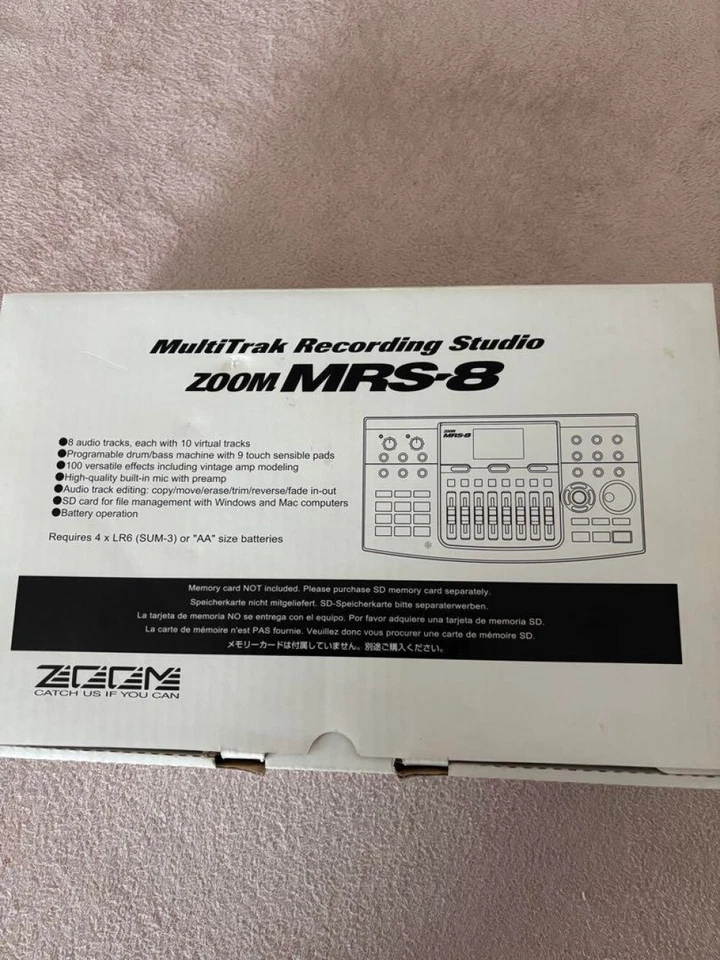 MultiTrak Recording Studio
ZOOM MRS-8
●8 audio tracks, each with 10 virtual tracks
●Programable drum/bass machine with 9 touch sensible pads
●100 versatile effects including vintage amp modeling
●High-quality built-in mic with preamp
●Audio track editing: copy/move/erase/trim/reverse/fade in-out
●SD card for file management with Windows and Mac computers
●Battery operation
Requires 4 x LR6 (SUM-3) or "AA" size batteries
ZOOM
MRS-8
Memory card NOT included. Please purchase SD memory card separately.
Speicherkarte nicht mitgeliefert. SD-Speicherkarte bitte separaterwerben.
La tarjeta de memoria NO se entrega con el equipo. Por favor adquiere una tarjeta de memoria SD.
La carte de mémoire n'est PAS fournie. Veuillez donc vous procurer une carte de mémoire SD.
メモリーカードは付属していません。別途ご購入ください。
ZOOM
CATCH US IF YOU CAN